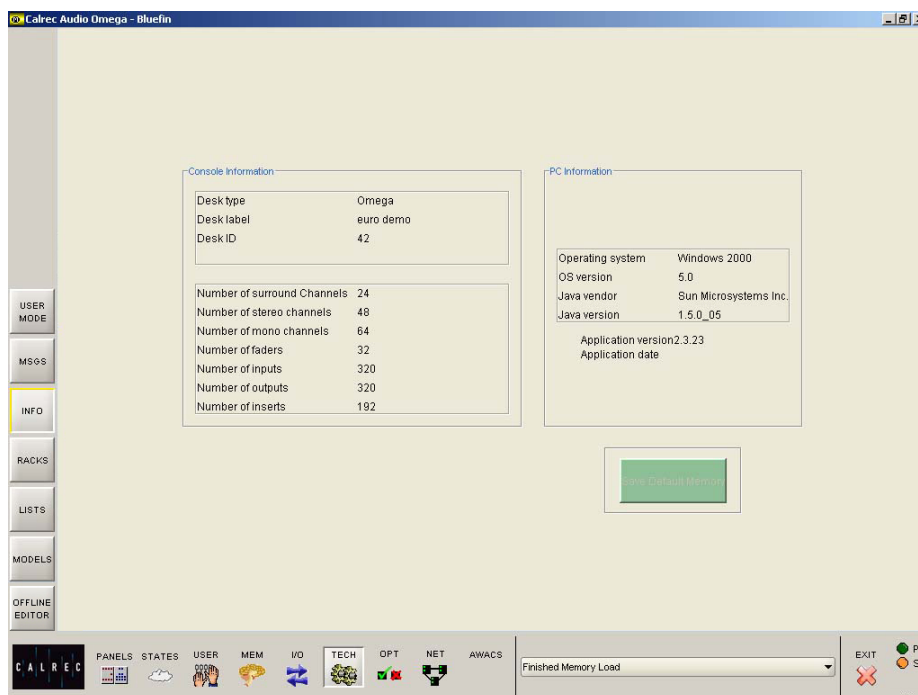 Calrec Audio Omega - Bluefin
Console Information
Desk type Omega
Desk label euro demo
Desk ID 42
Number of surround Channels 24
Number of stereo channels 48
Number of mono channels 64
Number of faders 32
Number of inputs 320
Number of outputs 320
Number of inserts 192
PC Information
Operating system Windows 2000
OS version 5.0
Java vendor Sun Microsystems Inc.
Java version 1.5.0_05
Application version2.3.23
Application date
Save Default Memory
USER
MODE
MSGS
INFO
RACKS
LISTS
MODELS
OFFLINE
EDITOR
CALREC
PANELS STATES USER MEM I/O TECH OPT NET AWACS
Finished Memory Load
EXIT
P
S